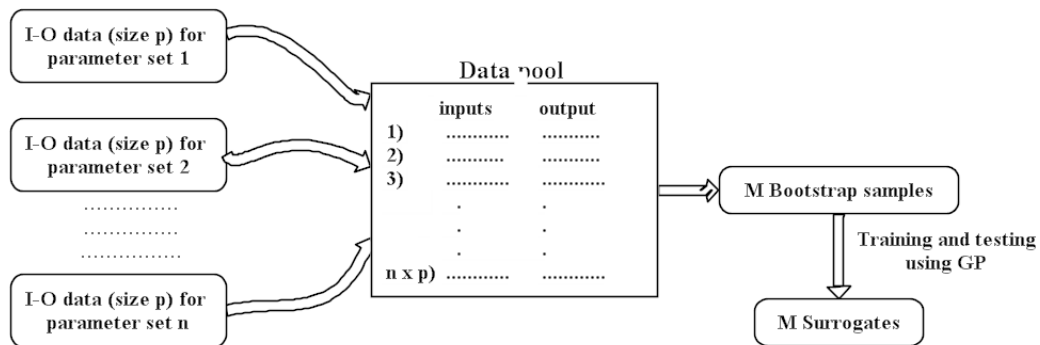 I-O data (size p) for
parameter set 1
I-O data (size p) for
parameter set 2
...............
...............
................
I-O data (size p) for
parameter set n
Data pool
inputs output
1) ............ ...........
2) ........... ...........
3) ............. .............
. .
. .
. .
n x p) ............. .............
M Bootstrap samples
Training and testing
using GP
M Surrogates